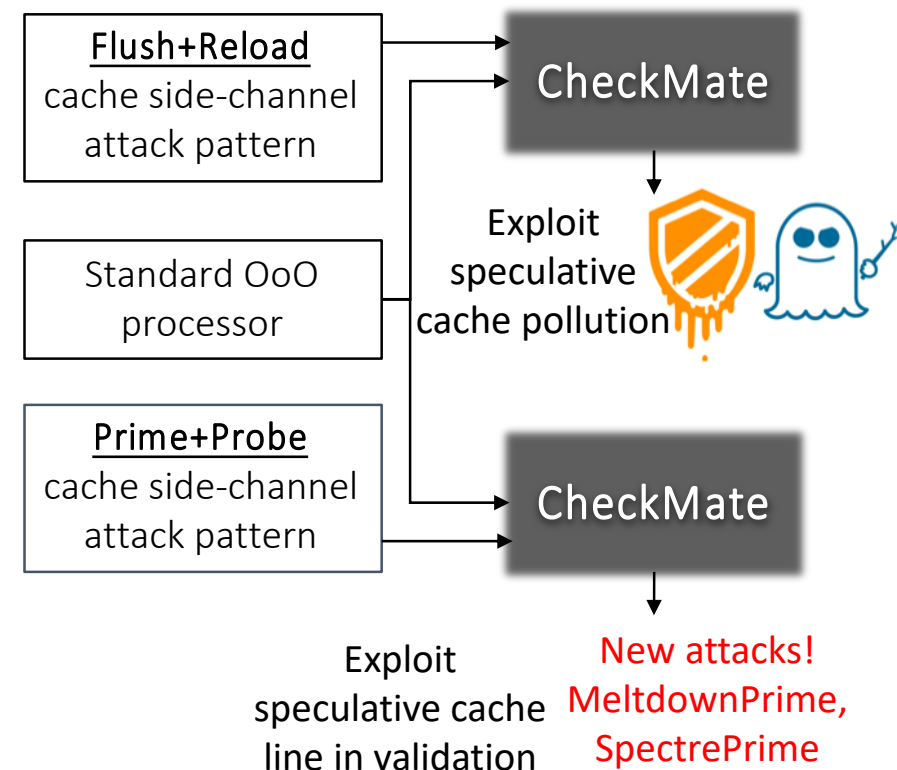 Flush+Reload
cache side-channel
attack pattern
CheckMate
Exploit
speculative
cache pollution
Standard OoO
processor
Prime+Probe
cache side-channel
attack pattern
CheckMate
Exploit
speculative cache
line in validation
New attacks!
MeltdownPrime,
SpectrePrime